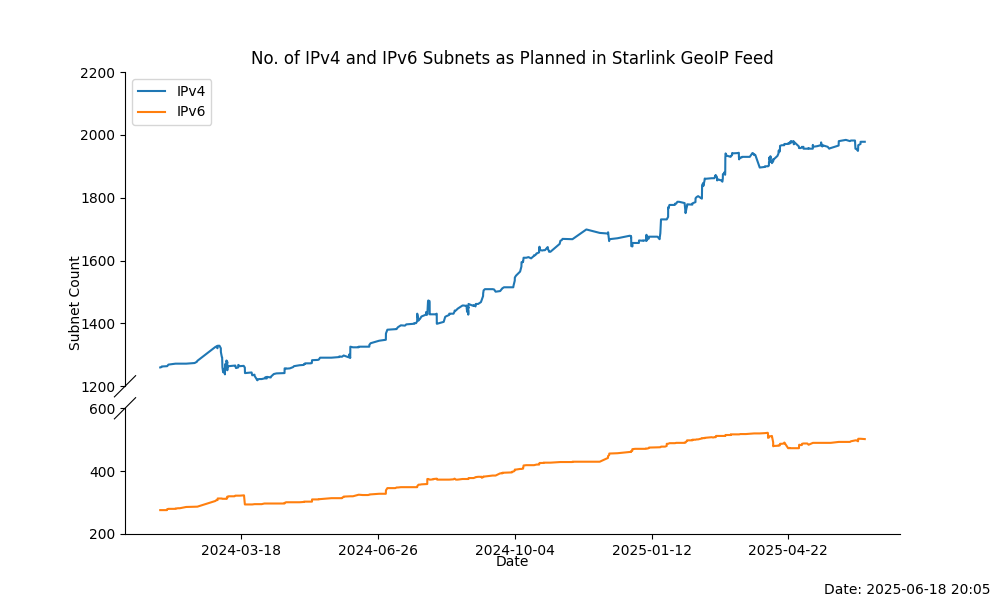 No. of IPv4 and IPv6 Subnets as Planned in Starlink GeoIP Feed
IPv4
IPv6
Subnet Count
2200
2000
1800
1600
1400
1200
600
400
200
2024-03-18
2024-06-26
2024-10-04
2025-01-12
2025-04-22
Date
Date: 2025-06-18 20:05